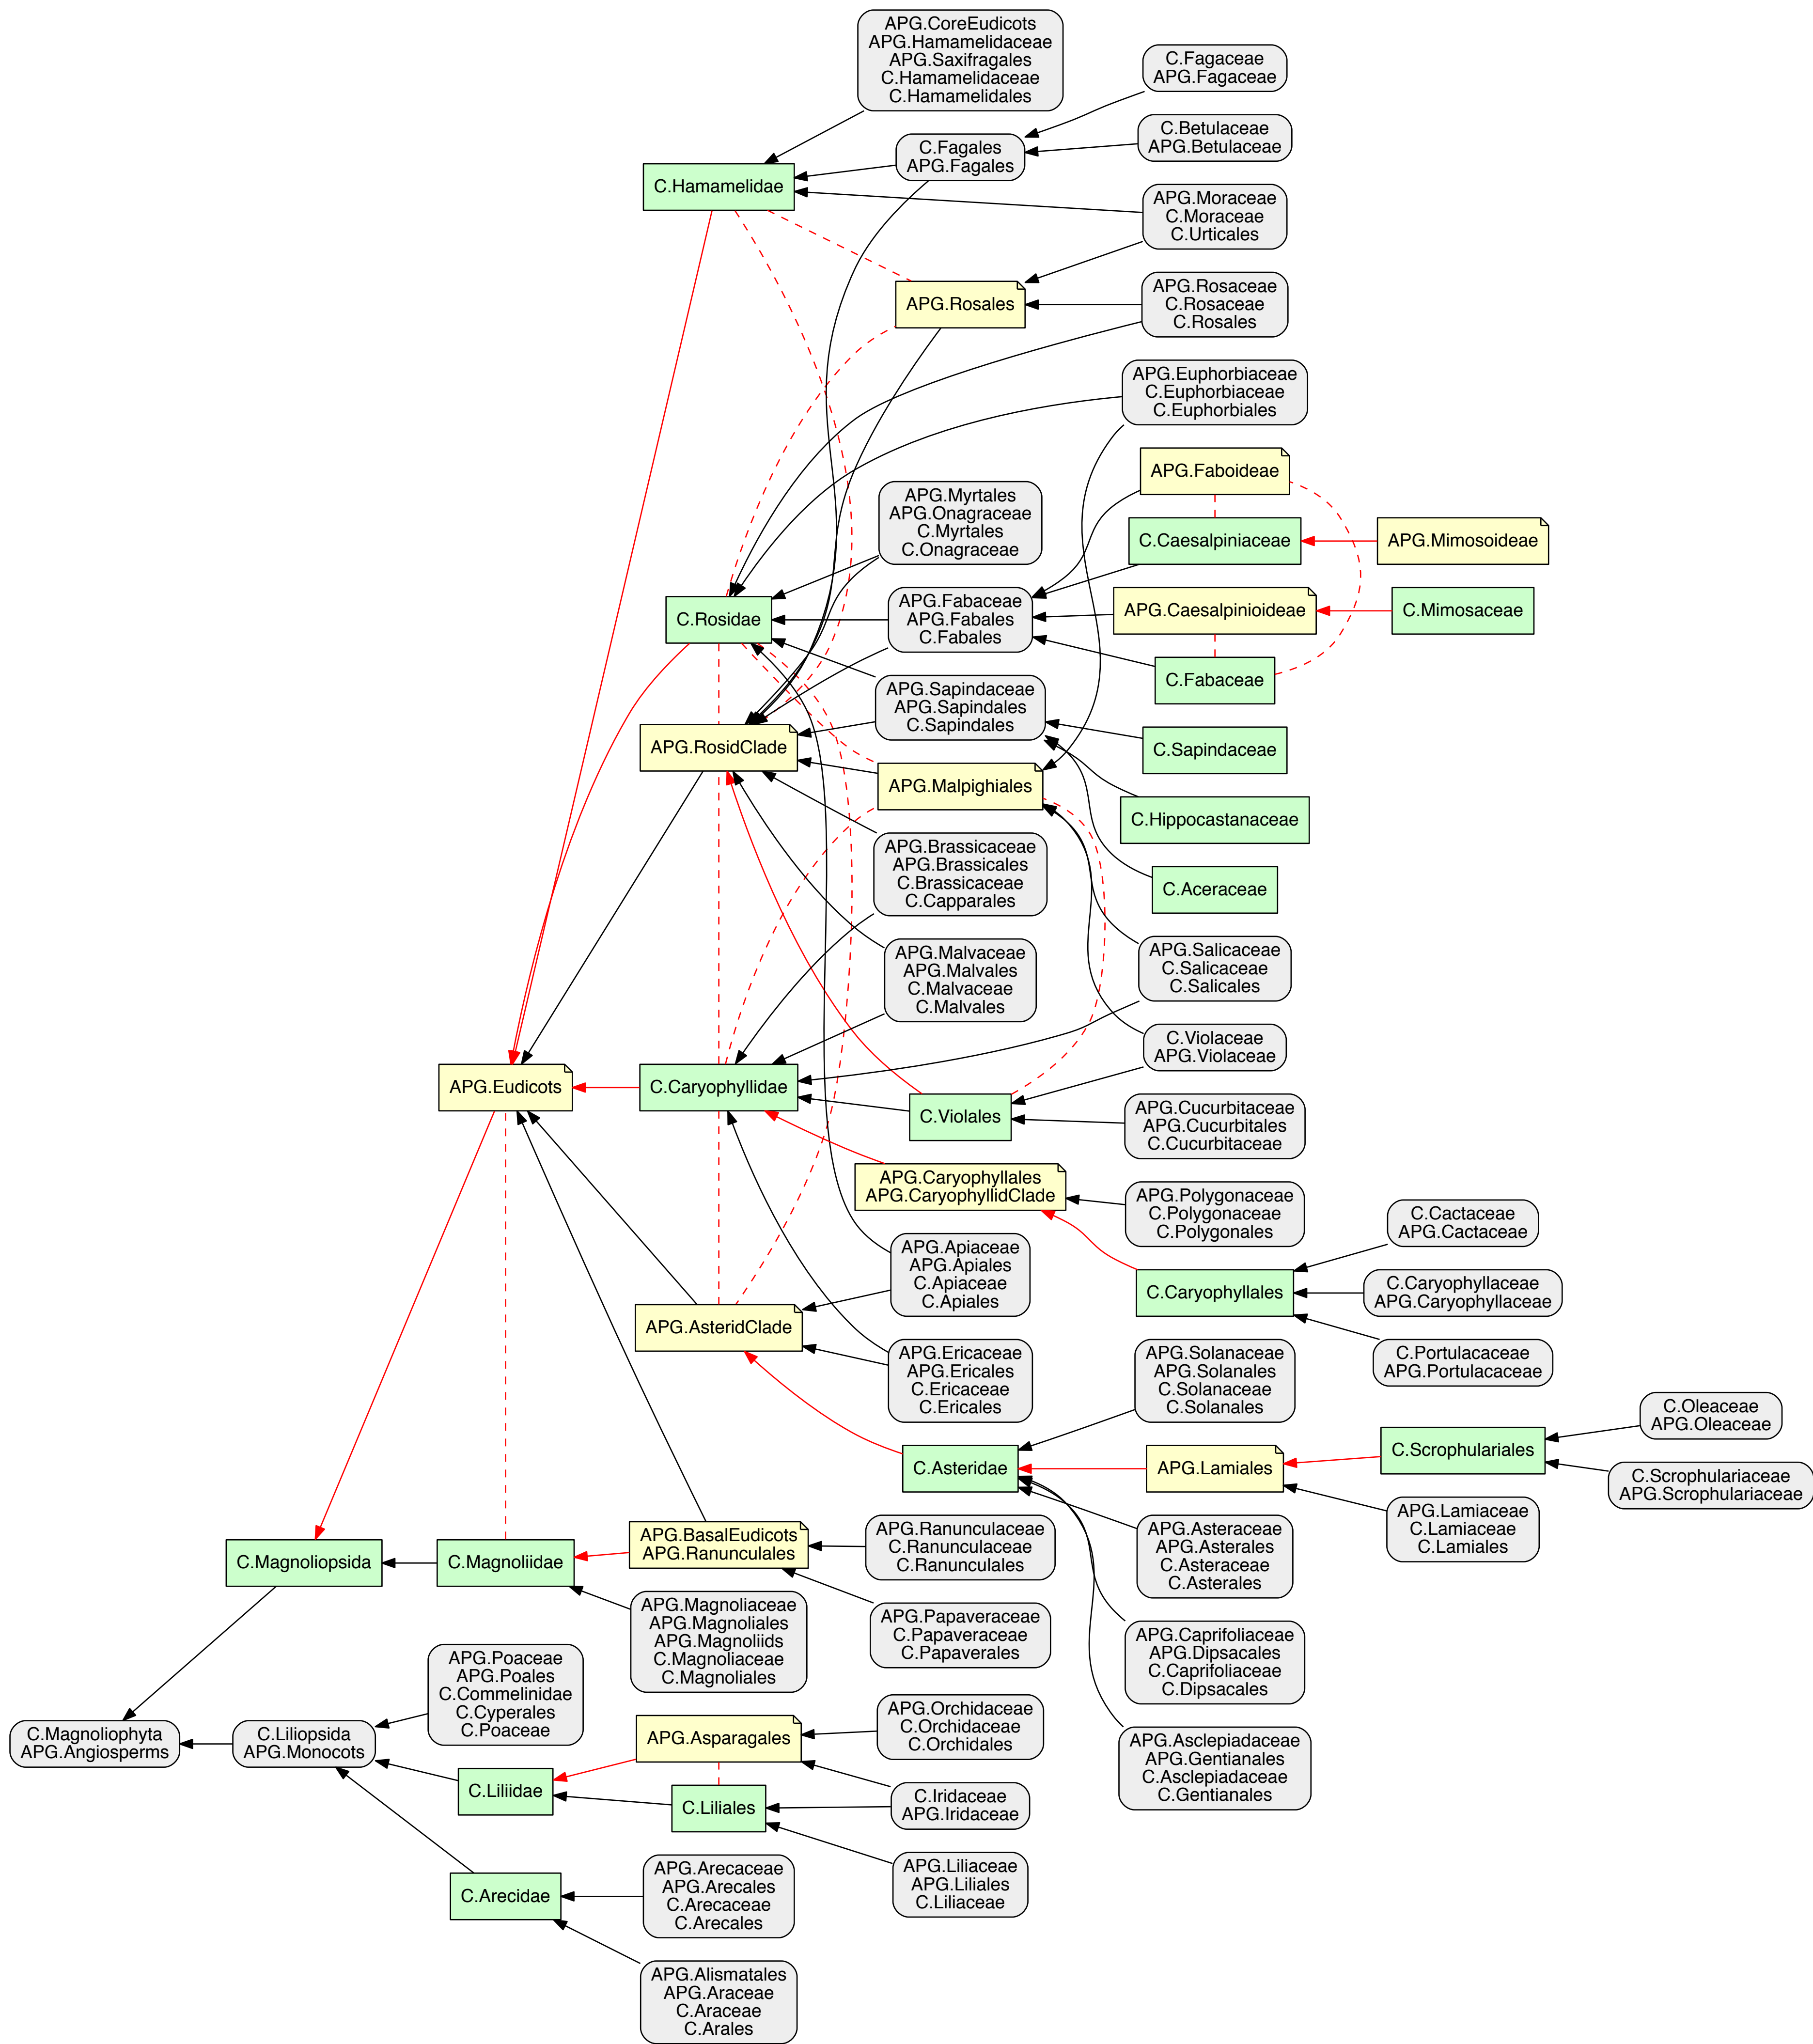 APG.CoreEudicots
APG.Hamamelidaceae
APG.Saxifragales
C.Hamamelidaceae
C.Hamamelidales
C.Fagaceae
APG.Fagaceae
C.Betulaceae
APG.Betulaceae
C.Fagales
APG.Fagales
C.Hamamelidae
APG.Moraceae
C.Moraceae
C.Urticales
APG.Rosales
APG.Rosaceae
C.Rosaceae
C.Rosales
APG.Euphorbiaceae
C.Euphorbiaceae
C.Euphorbiales
APG.Faboideae
APG.Myrtales
APG.Onagraceae
C.Myrtales
C.Onagraceae
C.Caesalpiniaceae
APG.Mimosoideae
C.Rosidae
APG.Fabaceae
APG.Fabales
C.Fabales
APG.Caesalpinioideae
C.Mimosaceae
C.Fabaceae
APG.Sapindaceae
APG.Sapindales
C.Sapindales
APG.RosidClade
C.Sapindaceae
APG.Malpighiales
C.Hippocastanaceae
APG.Brassicaceae
APG.Brassicales
C.Brassicaceae
C.Capparales
C.Aceraceae
APG.Malvaceae
APG.Malvales
C.Malvaceae
C.Malvales
APG.Salicaceae
C.Salicaceae
C.Salicales
C.Violaceae
APG.Violaceae
APG.Eudicots
C.Caryophyllidae
C.Violales
APG.Cucurbitaceae
APG.Cucurbitales
C.Cucurbitaceae
APG.Caryophyllales
APG.CaryophyllidClade
APG.Polygonaceae
C.Polygonaceae
C.Polygonales
C.Cactaceae
APG.Cactaceae
APG.Apiaceae
APG.Apiales
C.Apiaceae
C.Apiales
C.Caryophyllales
C.Caryophyllaceae
APG.Caryophyllaceae
APG.AsteridClade
C.Portulacaceae
APG.Portulacaceae
APG.Ericaceae
APG.Ericales
C.Ericaceae
C.Ericales
APG.Solanaceae
APG.Solanales
C.Solanaceae
C.Solanales
C.Oleaceae
APG.Oleaceae
C.Asteridae
APG.Lamiales
C.Scrophulariales
C.Scrophulariaceae
APG.Scrophulariaceae
APG.Lamiaceae
C.Lamiaceae
C.Lamiales
C.Magnoliopsida
C.Magnoliidae
APG.BasalEudicots
APG.Ranunculales
APG.Ranunculaceae
C.Ranunculaceae
C.Ranunculales
APG.Asteraceae
APG.Asterales
C.Asteraceae
C.Asterales
APG.Magnoliaceae
APG.Magnoliales
APG.Magnoliids
C.Magnoliaceae
C.Magnoliales
APG.Papaveraceae
C.Papaveraceae
C.Papaverales
APG.Caprifoliaceae
APG.Dipsacales
C.Caprifoliaceae
C.Dipsacales
APG.Poaceae
APG.Poales
C.Commelinidae
C.Cyperales
C.Poaceae
C.Magnoliophyta
APG.Angiosperms
C.Liliopsida
APG.Monocots
APG.Asparagales
APG.Orchidaceae
C.Orchidaceae
C.Orchidales
APG.Asclepiadaceae
APG.Gentianales
C.Asclepiadaceae
C.Gentianales
C.Liliidae
C.Liliales
C.Iridaceae
APG.Iridaceae
APG.Liliaceae
APG.Liliales
C.Liliaceae
C.Arecidae
APG.Arecaceae
APG.Arecales
C.Arecaceae
C.Arecales
APG.Alismatales
APG.Araceae
C.Araceae
C.Arales